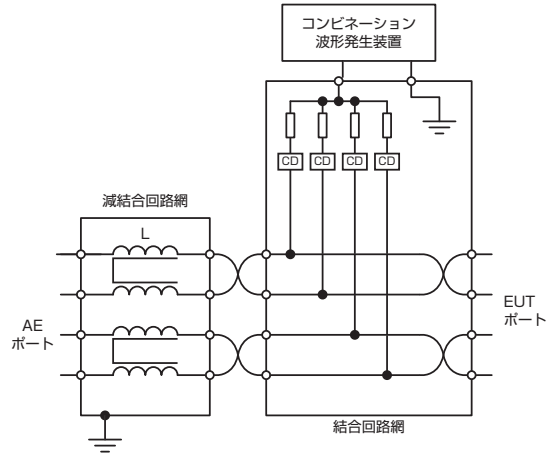 コンビネーション
波形発生装置
CD
CD
CD
CD
減結合回路網
L
AE
ポート
EUT
ポート
結合回路網